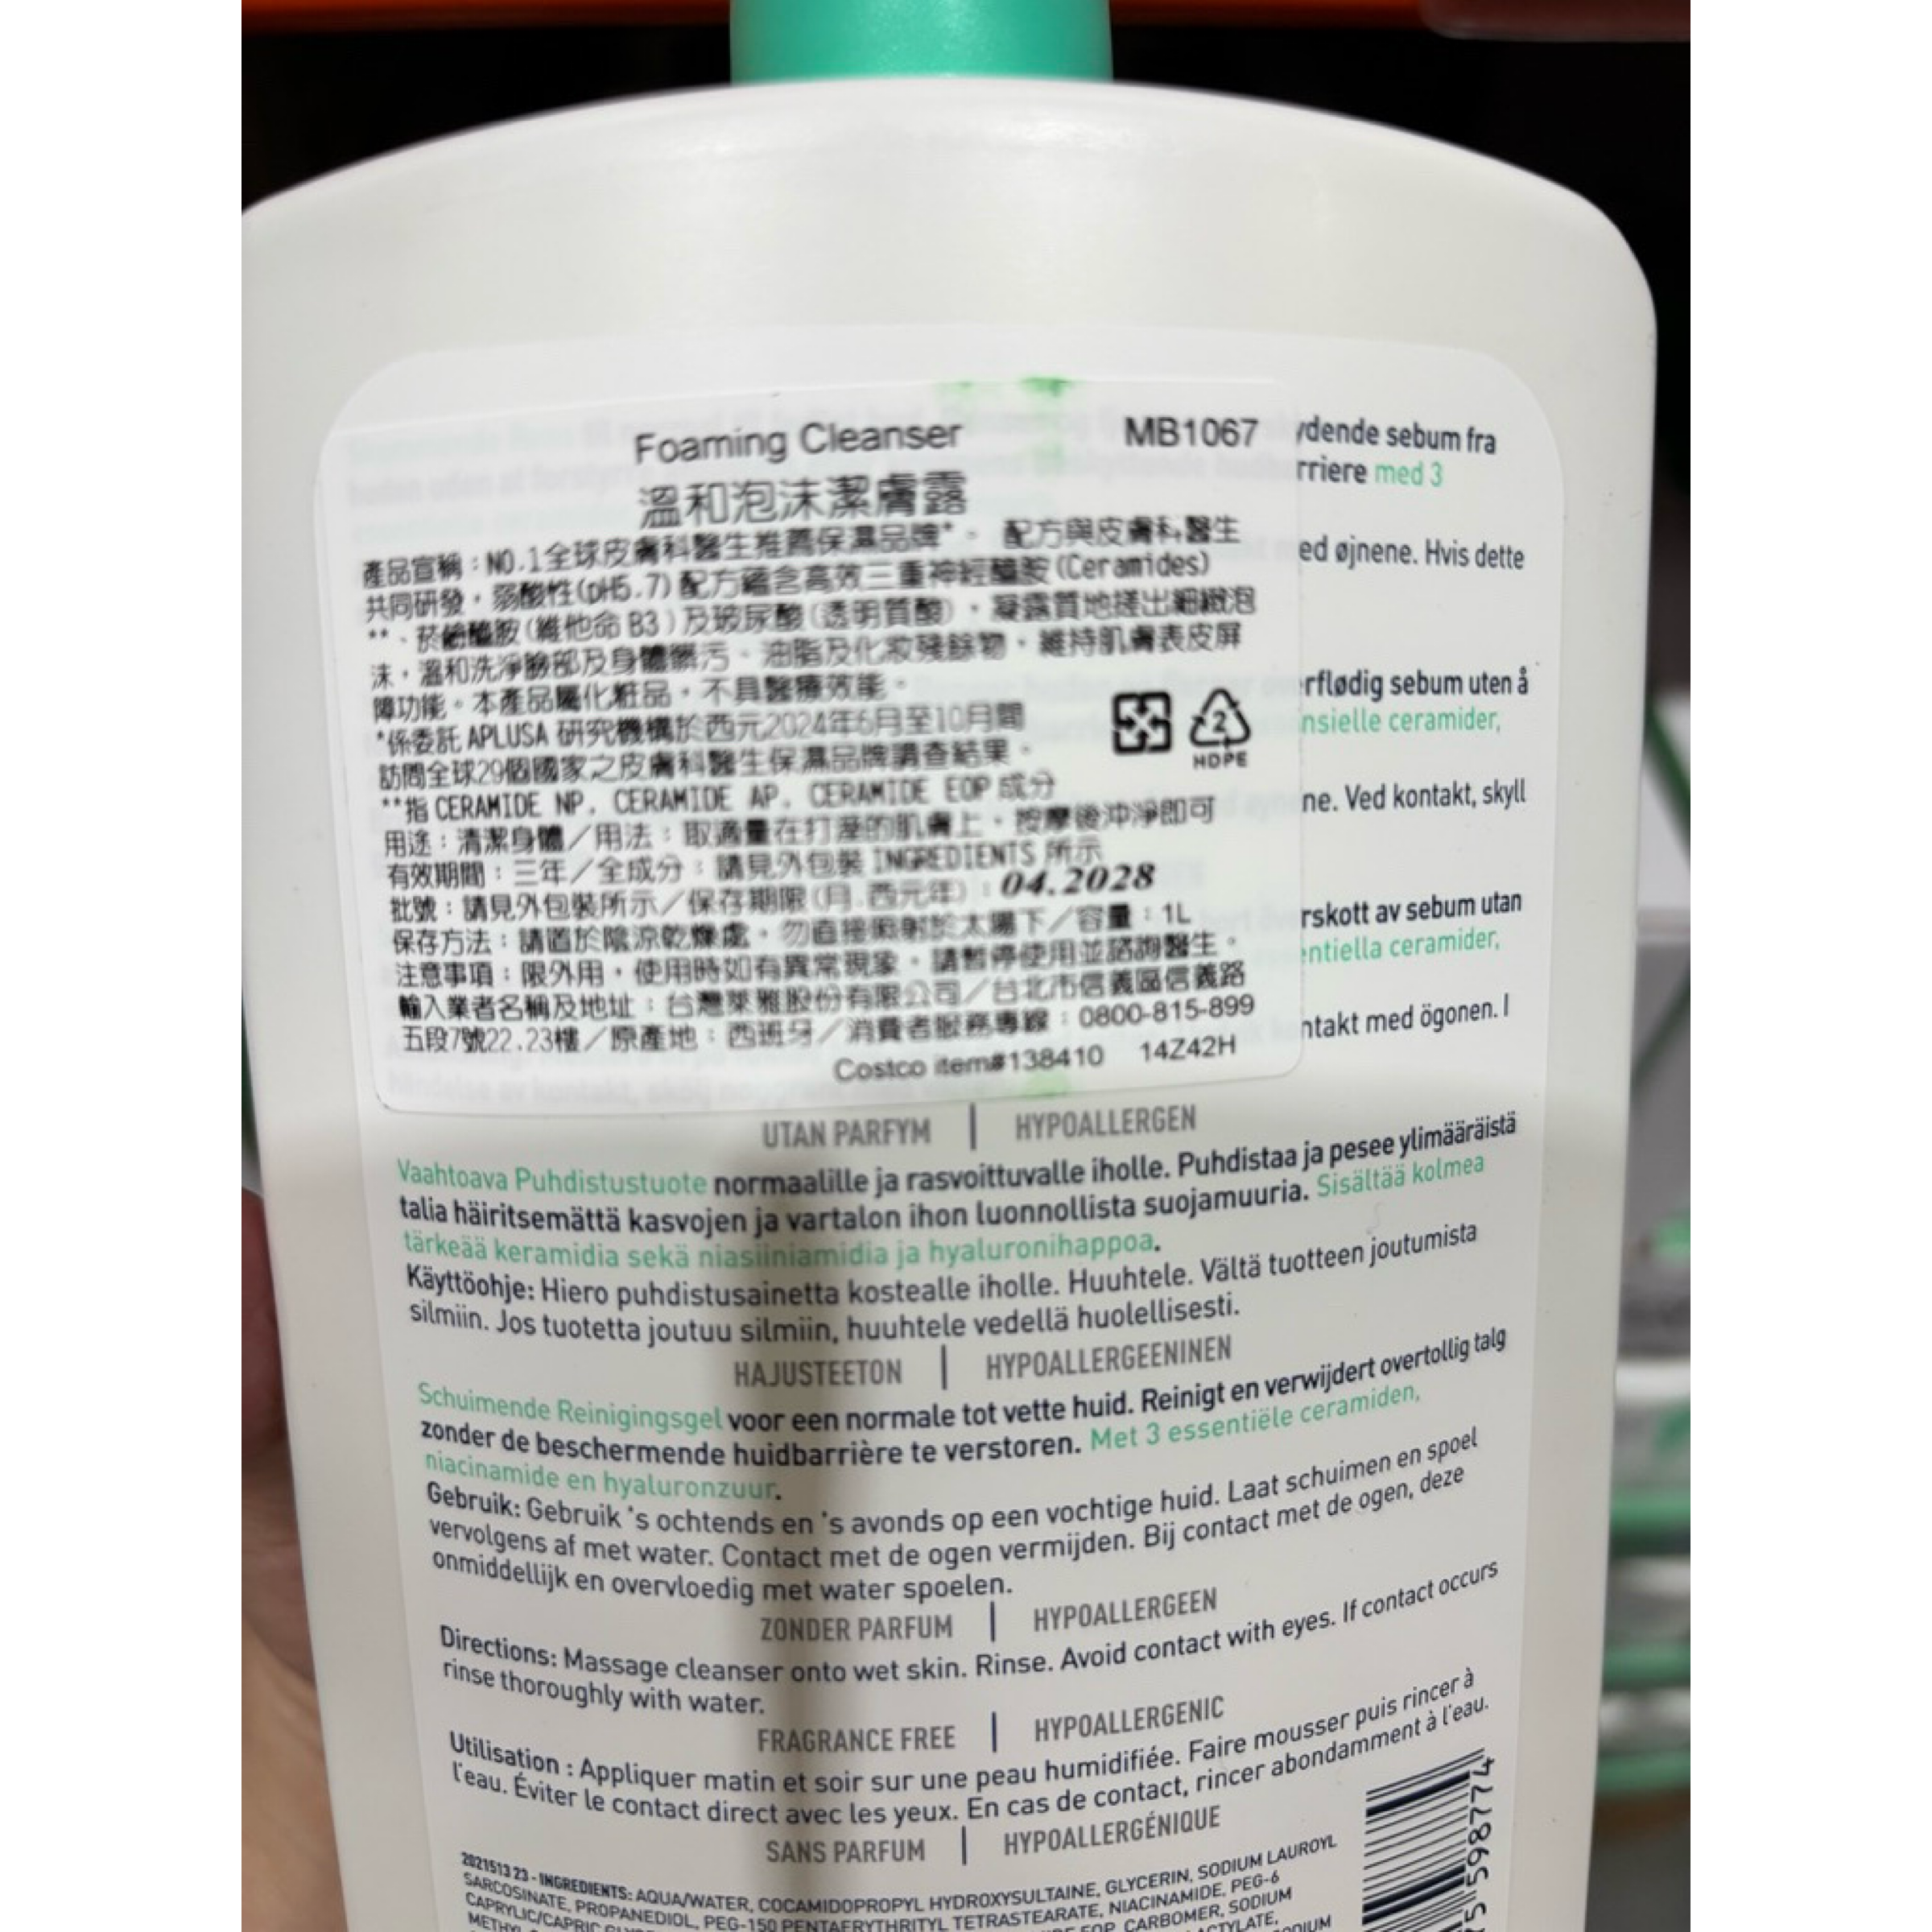 Foaming Cleanser MB1067
溫和泡沫潔膚露
產品宣稱：NO.1全球皮膚科醫生推薦保濕品牌*。 配方與皮膚科醫生
共同研發，弱酸性(pH5.7)配方蘊含高效三重神經醯胺(Ceramides)
**、菸鹼醯胺(維他命B3)及玻尿酸(透明質酸)，凝露質地搓出細緻泡
沫，溫和洗淨臉部及身體髒污、油脂及化妝殘餘物，維持肌膚表皮屏
障功能。本產品屬化粧品，不具醫療效能。
*係委託 APLUSA 研究機構於西元2024年6月至10月間
訪問全球29個國家之皮膚科醫生保濕品牌調查結果。
**指 CERAMIDE NP, CERAMIDE AP, CERAMIDE EOP 成分
HDPE
用途：清潔身體／用法：取適量在打溼的肌膚上，按摩後沖淨即可
有效期間：三年／全成分：請見外包裝 INGREDIENTS 所示
批號：請見外包裝所示／保存期限(月.西元年)：04.2028
保存方法：請置於陰涼乾燥處，勿直接照射於太陽下／容量：1L
注意事項：限外用，使用時如有異常現象，請暫停使用並諮詢醫生。
輸入業者名稱及地址：台灣萊雅股份有限公司／台北市信義區信義路
五段7號22.23樓／原產地：西班牙／消費者服務專線：0800-815-899
Costco item#138410 14Z42H
ydende sebum fra
rriere med 3
ed øjnene. Hvis dette
rflødig sebum uten å
nsielle ceramider,
ne. Ved kontakt, skyll
rskott av sebum utan
entiella ceramider,
ntakt med ögonen. I
UTAN PARFYM | HYPOALLERGEN
Vaahtoava Puhdistustuote normaalille ja rasvoittuvalle iholle. Puhdistaa ja pesee ylimääräistä
talia häiritsemättä kasvojen ja vartalon ihon luonnollista suojamuuria. Sisältää kolmea
tärkeää keramidia sekä niasiiniamidia ja hyaluronihappoa.
Käyttöohje: Hiero puhdistusainetta kostealle iholle. Huuhtele. Vältä tuotteen joutumista
silmiin. Jos tuotetta joutuu silmiin, huuhtele vedellä huolellisesti.
HAJUSTEETON | HYPOALLERGEENINEN
Schuimende Reinigingsgel voor een normale tot vette huid. Reinigt en verwijdert overtollig talg
zonder de beschermende huidbarrière te verstoren. Met 3 essentiële ceramiden,
niacinamide en hyaluronzuur.
Gebruik: Gebruik 's ochtends en 's avonds op een vochtige huid. Laat schuimen en spoel
vervolgens af met water. Contact met de ogen vermijden. Bij contact met de ogen, deze
onmiddellijk en overvloedig met water spoelen.
ZONDER PARFUM | HYPOALLERGEEN
Directions: Massage cleanser onto wet skin. Rinse. Avoid contact with eyes. If contact occurs
rinse thoroughly with water.
FRAGRANCE FREE | HYPOALLERGENIC
Utilisation : Appliquer matin et soir sur une peau humidifiée. Faire mousser puis rincer à
l'eau. Éviter le contact direct avec les yeux. En cas de contact, rincer abondamment à l'eau.
SANS PARFUM | HYPOALLERGÉNIQUE
2021513 23 - INGREDIENTS: AQUA/WATER, COCAMIDOPROPYL HYDROXYSULTAINE, GLYCERIN, SODIUM LAUROYL
SARCOSINATE, PROPANEDIOL, PEG-150 PENTAERYTHRITYL TETRASTEARATE, NIACINAMIDE, PEG-6
CAPRYLIC/CAPRIC EOP, CARBOMER, SODIUM
598774